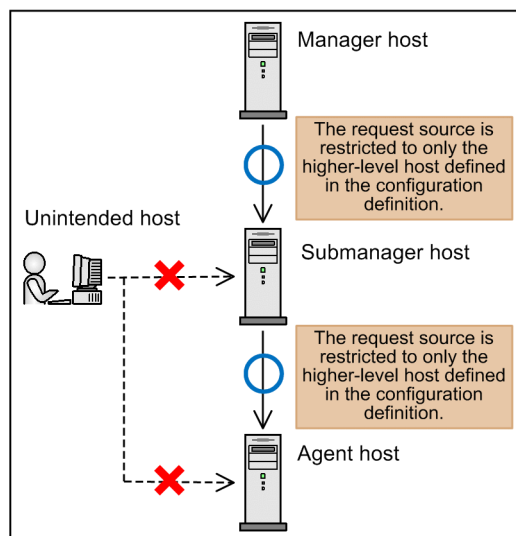 Manager host
The request source is
restricted to only the
higher-level host defined
in the configuration
definition.
Unintended host
Submanager host
The request source is
restricted to only the
higher-level host defined
in the configuration
definition.
Agent host